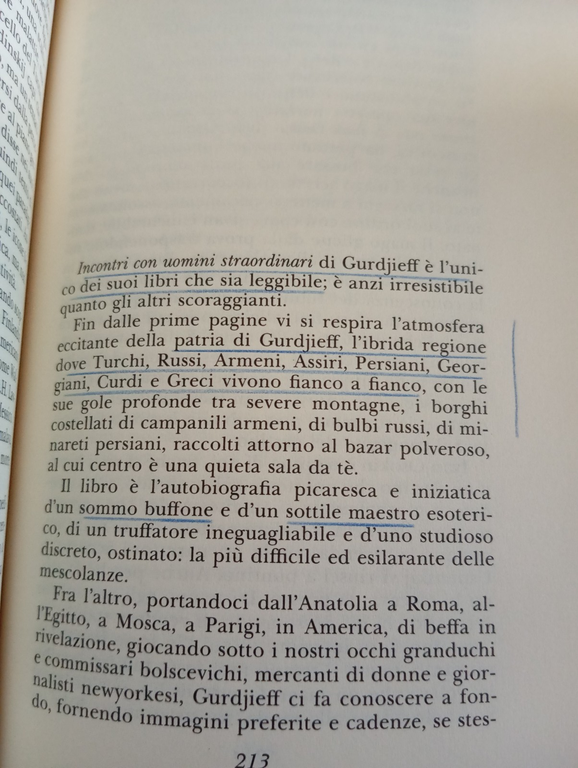 Incontri con uomini straordinari di Gurdjieff è l'uni-
co dei suoi libri che sia leggibile; è anzi irresistibile
quanto gli altri scoraggianti.
Fin dalle prime pagine vi si respira l'atmosfera
eccitante della patria di Gurdjieff, l'ibrida regione
dove Turchi, Russi, Armeni, Assiri, Persiani, Geor-
giani, Curdi e Greci vivono fianco a fianco, con le
sue gole profonde tra severe montagne, i borghi
costellati di campanili armeni, di bulbi russi, di mi-
nareti persiani, raccolti attorno al bazar polveroso,
al cui centro è una quieta sala da tè.
Il libro è l'autobiografia picaresca e iniziatica
d'un sommo buffone e d'un sottile maestro esoteri-
co, di un truffatore ineguagliabile e d'uno studioso
discreto, ostinato: la più difficile ed esilarante delle
mescolanze.
Fra l'altro, portandoci dall'Anatolia a Roma, al-
l'Egitto, a Mosca, a Parigi, in America, di beffa in
rivelazione, giocando sotto i nostri occhi granduchi
e commissari bolscevichi, mercanti di donne e gior-
nalisti newyorkesi, Gurdjieff ci fa conoscere a fon-
do, fornendo immagini preferite e cadenze, se stes-
213